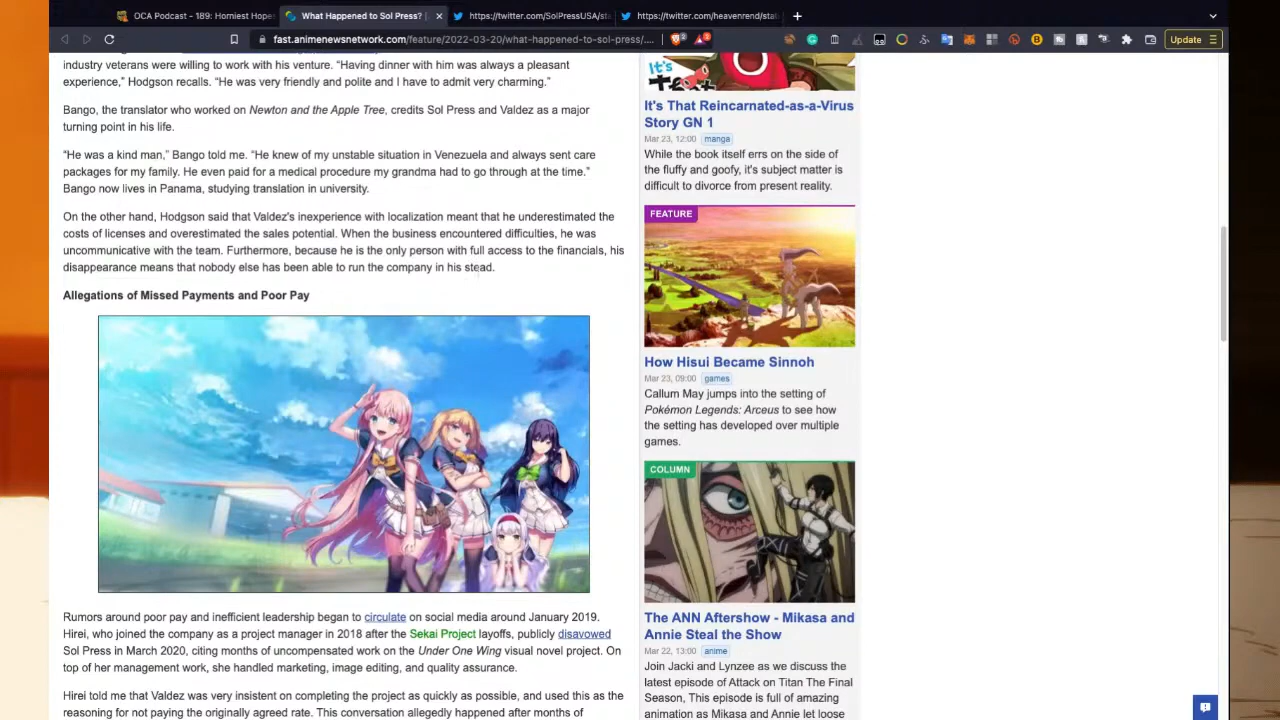 OCA Podcast - 189: Horniest Hope
What Happened to Sol Press? [
https://twitter.com/SolPressUSA/sta
https://twitter.com/heavenrend/stat
fast.animenewsnetwork.com/feature/2022-03-20/what-happened-to-sol-press/....
Update
industry veterans were willing to work with his venture. “Having dinner with him was always a pleasant
experience,” Hodgson recalls. “He was very friendly and polite and I have to admit very charming.”
Bango, the translator who worked on Newton and the Apple Tree, credits Sol Press and Valdez as a major
turning point in his life.
“He was a kind man,” Bango told me. “He knew of my unstable situation in Venezuela and always sent care
packages for my family. He even paid for a medical procedure my grandma had to go through at the time.”
Bango now lives in Panama, studying translation in university.
On the other hand, Hodgson said that Valdez's inexperience with localization meant that he underestimated the
costs of licenses and overestimated the sales potential. When the business encountered difficulties, he was
uncommunicative with the team. Furthermore, because he is the only person with full access to the financials, his
disappearance means that nobody else has been able to run the company in his stead.
Allegations of Missed Payments and Poor Pay
Rumors around poor pay and inefficient leadership began to circulate on social media around January 2019.
Hirei, who joined the company as a project manager in 2018 after the Sekai Project layoffs, publicly disavowed
Sol Press in March 2020, citing months of uncompensated work on the Under One Wing visual novel project. On
top of her management work, she handled marketing, image editing, and quality assurance.
Hirei told me that Valdez was very insistent on completing the project as quickly as possible, and used this as the
reasoning for not paying the originally agreed rate. This conversation allegedly happened after months of
It's
It's That Reincarnated-as-a-Virus
Story GN 1
Mar 23, 12:00 manga
While the book itself errs on the side of
the fluffy and goofy, it's subject matter is
difficult to divorce from present reality.
FEATURE
How Hisui Became Sinnoh
Mar 23, 09:00 games
Callum May jumps into the setting of
Pokémon Legends: Arceus to see how
the setting has developed over multiple
games.
COLUMN
The ANN Aftershow - Mikasa and
Annie Steal the Show
Mar 22, 13:00 anime
Join Jacki and Lynzee as we discuss the
latest episode of Attack on Titan The Final
Season, This episode is full of amazing
animation as Mikasa and Annie let loose